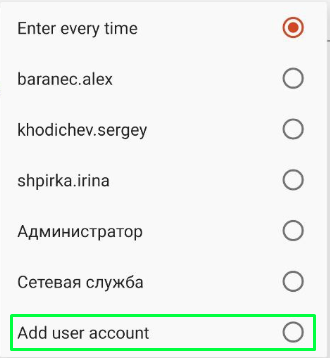 Enter every time
baranec.alex
khodichev.sergey
shpirka.irina
Администратор
Сетевая служба
Add user account